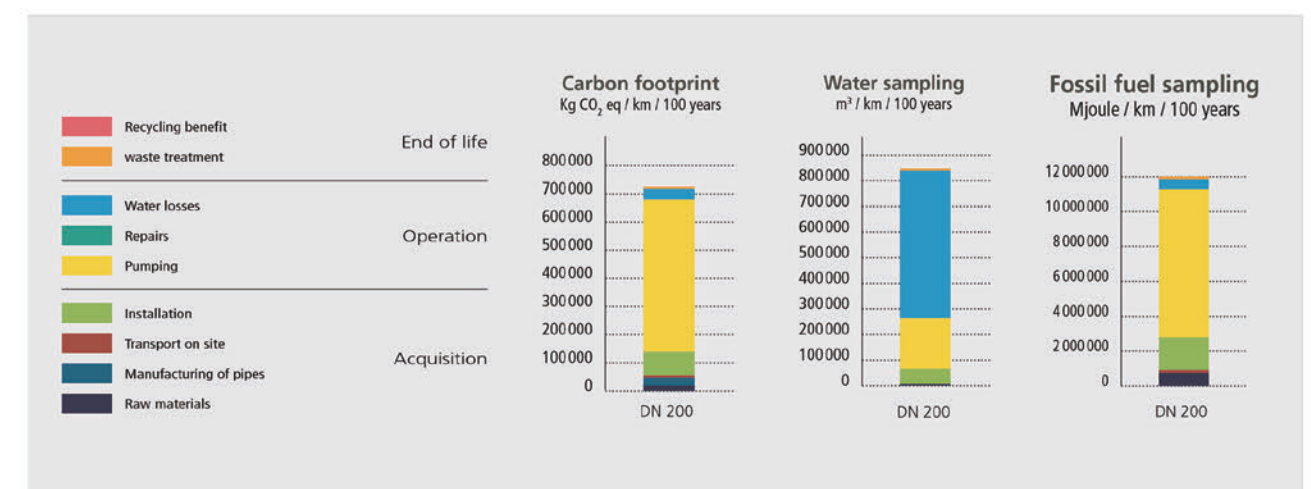 Recycling benefit
waste treatment
End of life
Water losses
Repairs
Pumping
Operation
Installation
Transport on site
Manufacturing of pipes
Raw materials
Acquisition
Carbon footprint
Kg CO₂ eq / km / 100 years
800 000
700 000
600 000
500 000
400 000
300 000
200 000
100 000
0
DN 200
Water sampling
m³ / km / 100 years
900 000
800 000
700 000
600 000
500 000
400 000
300 000
200 000
100 000
0
DN 200
Fossil fuel sampling
Mjoule / km / 100 years
12 000 000
10 000 000
8 000 000
6 000 000
4 000 000
2 000 000
0
DN 200